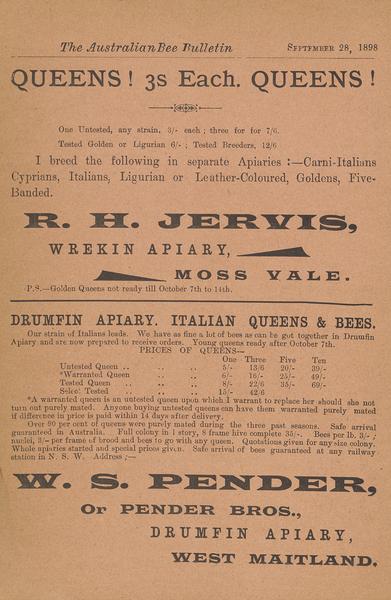 The Australian Bee Bulletin September 28, 1898
QUEENS! 3s Each. QUEENS!
One Untested, any strain, 3/- each; three for for 7/6.
Tested Golden or Ligurian 6/-; Tested Breeders, 12/6
I breed the following in separate Apiaries:—Carni-Italians
Cyprians, Italians, Ligurian or Leather-Coloured, Goldens, Five-
Banded.
R. H. JERVIS,
WREKIN APIARY,
MOSS VALE.
P.S.—Golden Queens not ready till October 7th to 14th.
DRUMFIN APIARY. ITALIAN QUEENS & BEES.
Our strain of Italians leads. We have as fine a lot of bees as can be got together in Drumfin
Apiary and are now prepared to receive orders. Young queens ready after October 7th.
PRICES OF QUEENS—
One Three Five Ten
Untested Queen .. .. .. 5/- 13/6 20/- 39/-
*Warranted Queen .. .. 6/- 16/- 25/- 49/-
Tested Queen .. .. .. 8/- 22/6 35/- 69/-
Select Tested .. .. .. 15/- 42/6
*A warranted queen is an untested queen upon which I warrant to replace her should she not
turn out purely mated. Anyone buying untested queens can have them warranted purely mated
if difference in price is paid within 14 days after delivery.
Over 90 per cent of queens were purely mated during the three past seasons. Safe arrival
guaranteed in Australia. Full colony in 1 story, 8 frame hive complete 35/-. Bees per lb. 3/-;
nuclei, 3/- per frame of brood and bees to go with any queen. Quotations given for any size colony.
Whole apiaries started and special prices given. Safe arrival of bees guaranteed at any railway
station in N. S. W. Address;—
W. S. PENDER,
Or PENDER BROS.,
DRUMFIN APIARY,
WEST MAITLAND.